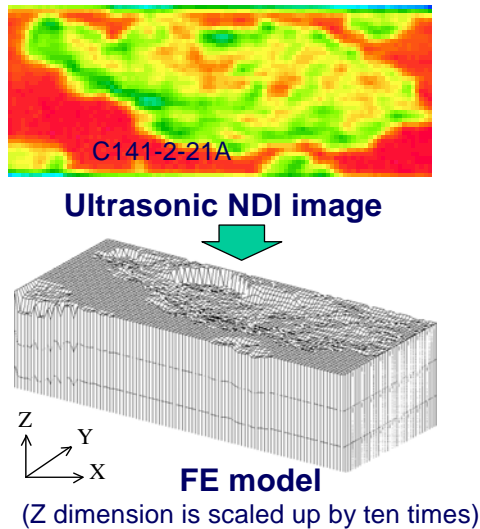 C141-2-21A
Ultrasonic NDI image
Z
Y
X
FE model
(Z dimension is scaled up by ten times)